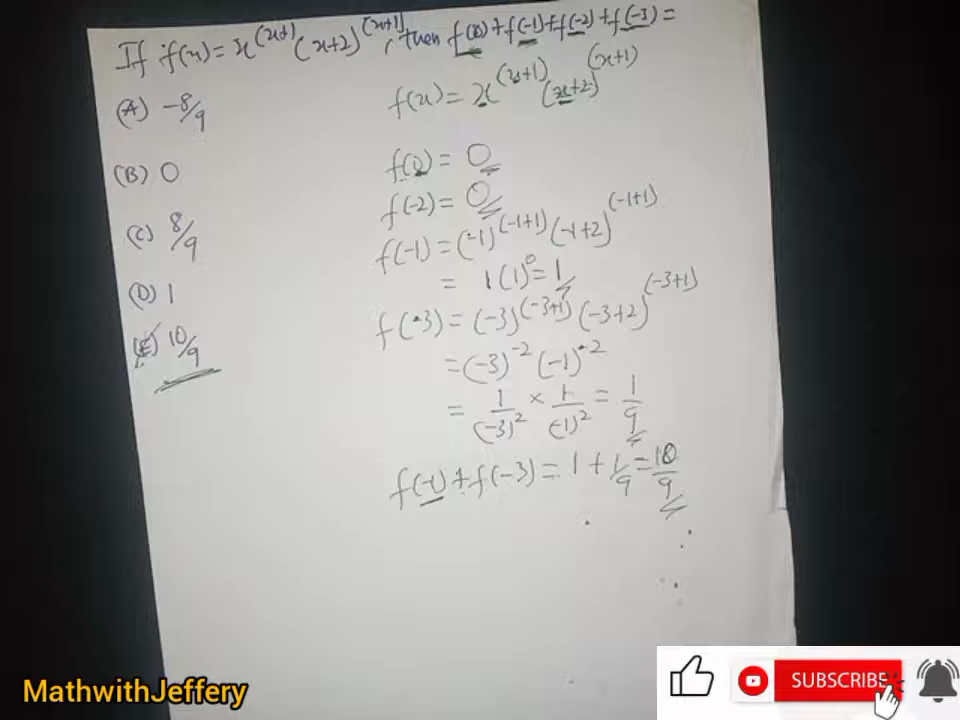 If f(x) = x^(x+1) (x+2)^(x+1), then f(0)+f(-1)+f(-2)+f(-3) =
(A) -8/9
(B) 0
(C) 8/9
(D) 1
(E) 10/9
f(x) = x^(x+1) (x+2)^(x+1)
f(0) = 0
f(-2) = 0
f(-1) = (-1)^(-1+1) (-1+2)^(-1+1)
= 1(1)^0 = 1
f(-3) = (-3)^(-3+1) (-3+2)^(-3+1)
= (-3)^-2 (-1)^-2
= 1/(-3)^2 × 1/(-1)^2 = 1/9
f(-1) + f(-3) = 1 + 1/9 = 10/9
MathwithJeffery
SUBSCRIBE